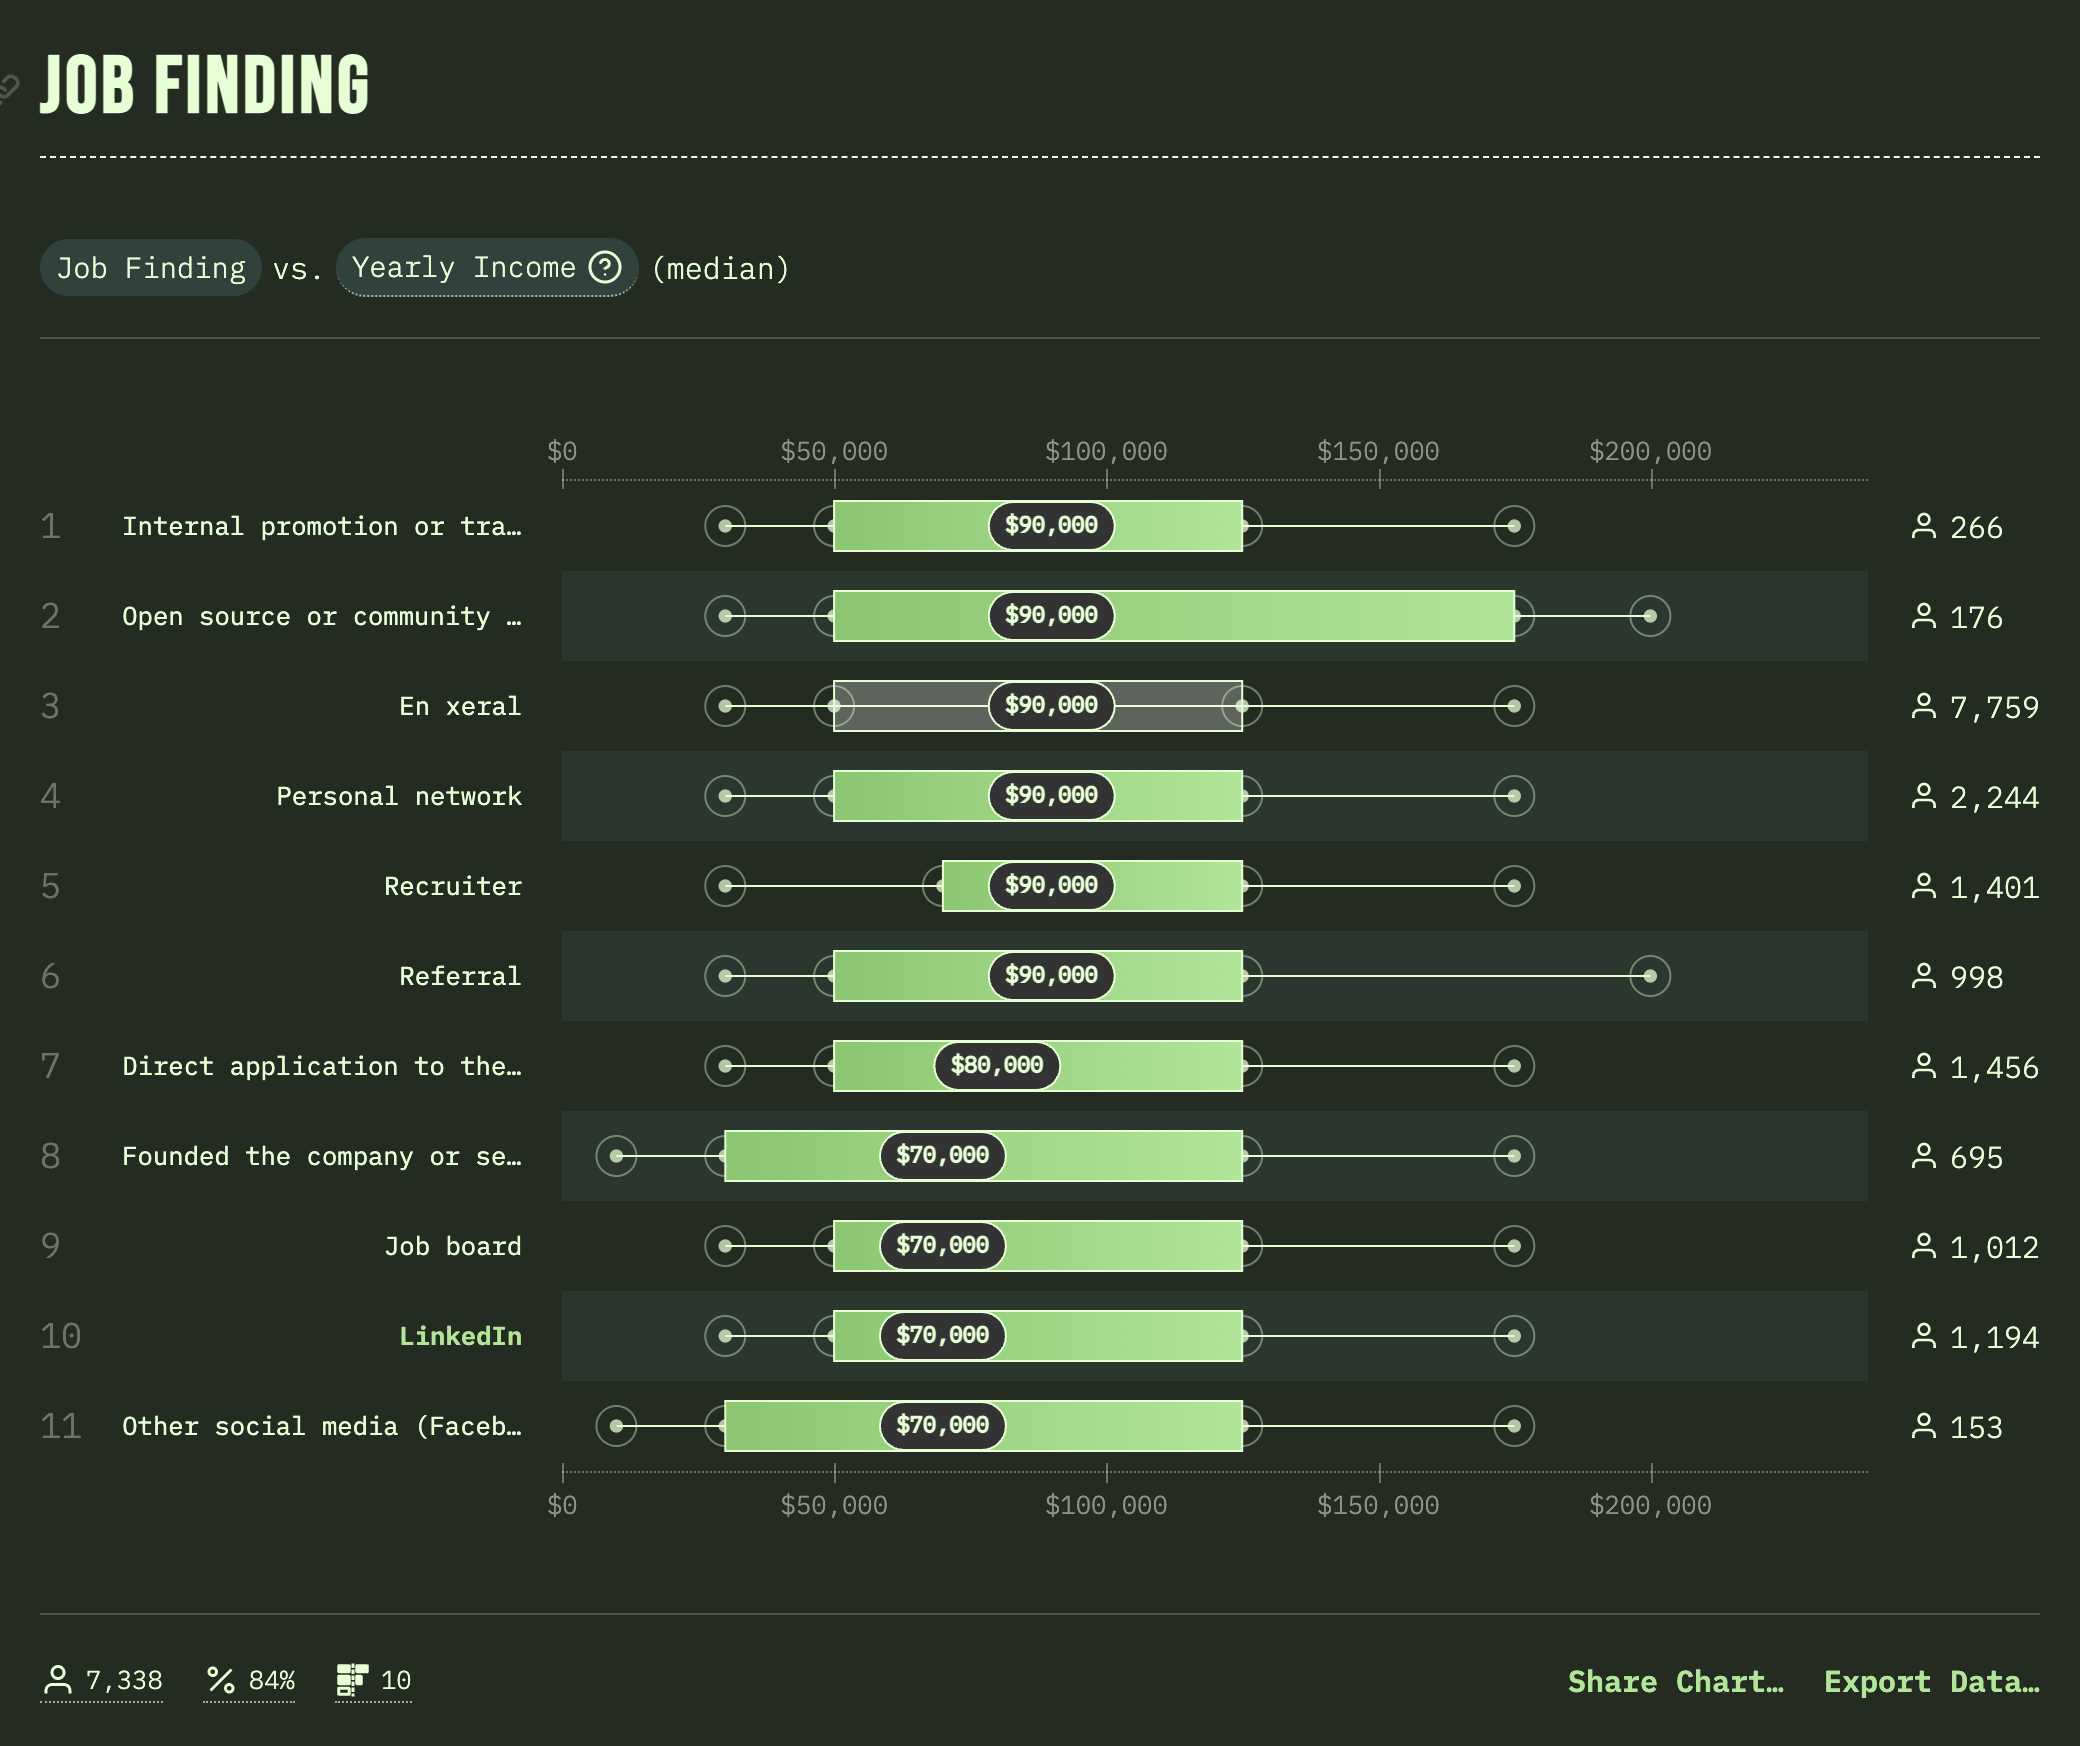 JOB FINDING
Job Finding vs. Yearly Income (median)
$0 $50,000 $100,000 $150,000 $200,000
1 Internal promotion or tra… $90,000 266
2 Open source or community … $90,000 176
3 En xeral $90,000 7,759
4 Personal network $90,000 2,244
5 Recruiter $90,000 1,401
6 Referral $90,000 998
7 Direct application to the… $80,000 1,456
8 Founded the company or se… $70,000 695
9 Job board $70,000 1,012
10 LinkedIn $70,000 1,194
11 Other social media (Faceb… $70,000 153
$0 $50,000 $100,000 $150,000 $200,000
7,338 84% 10 Share Chart… Export Data…